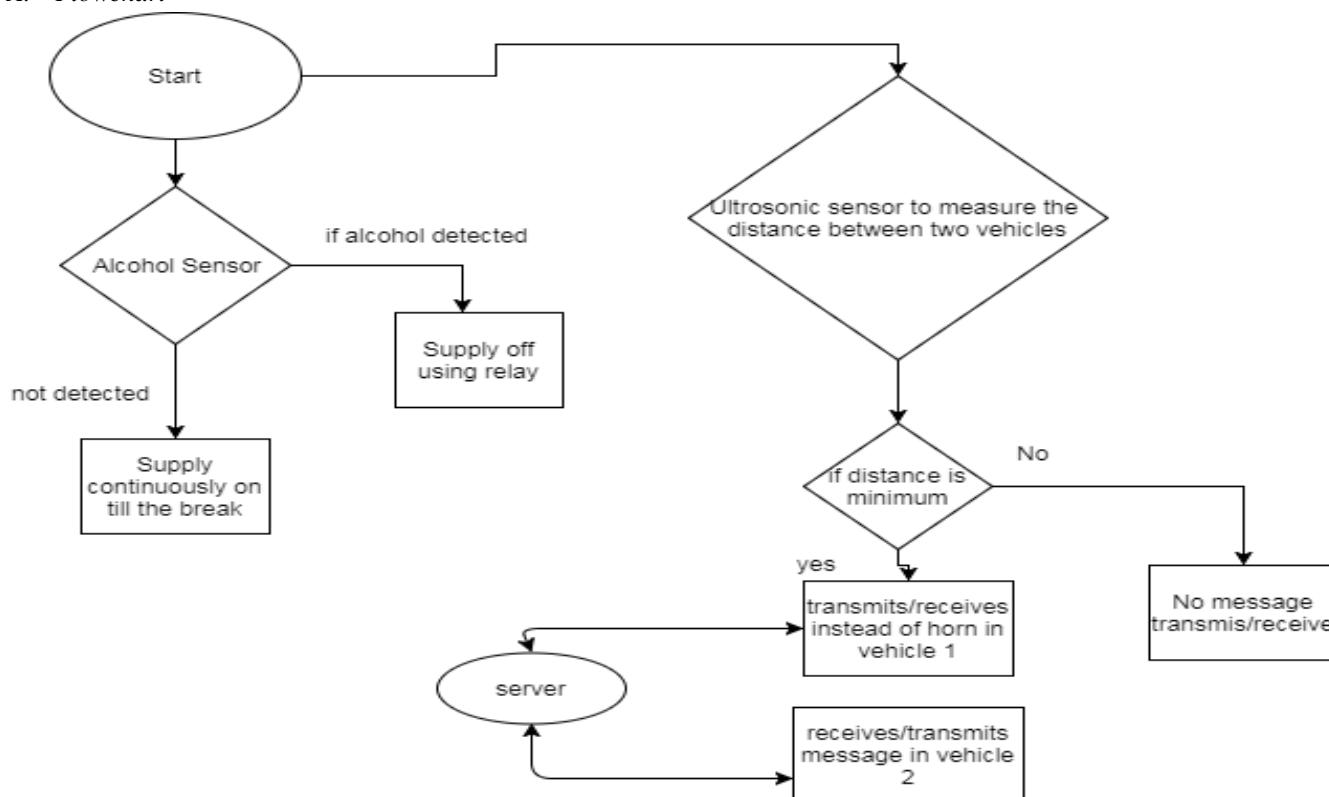 Start
Ultrosonic sensor to measure the
distance between two vehicles
if alcohol detected
Alcohol Sensor
Supply off
using relay
not detected
Supply
continuously on
till the break
No
if distance is
minimum
yes
transmits/receives
instead of horn in
vehicle 1
No message
transmis/receive
server
receives/transmits
message in vehicle
2